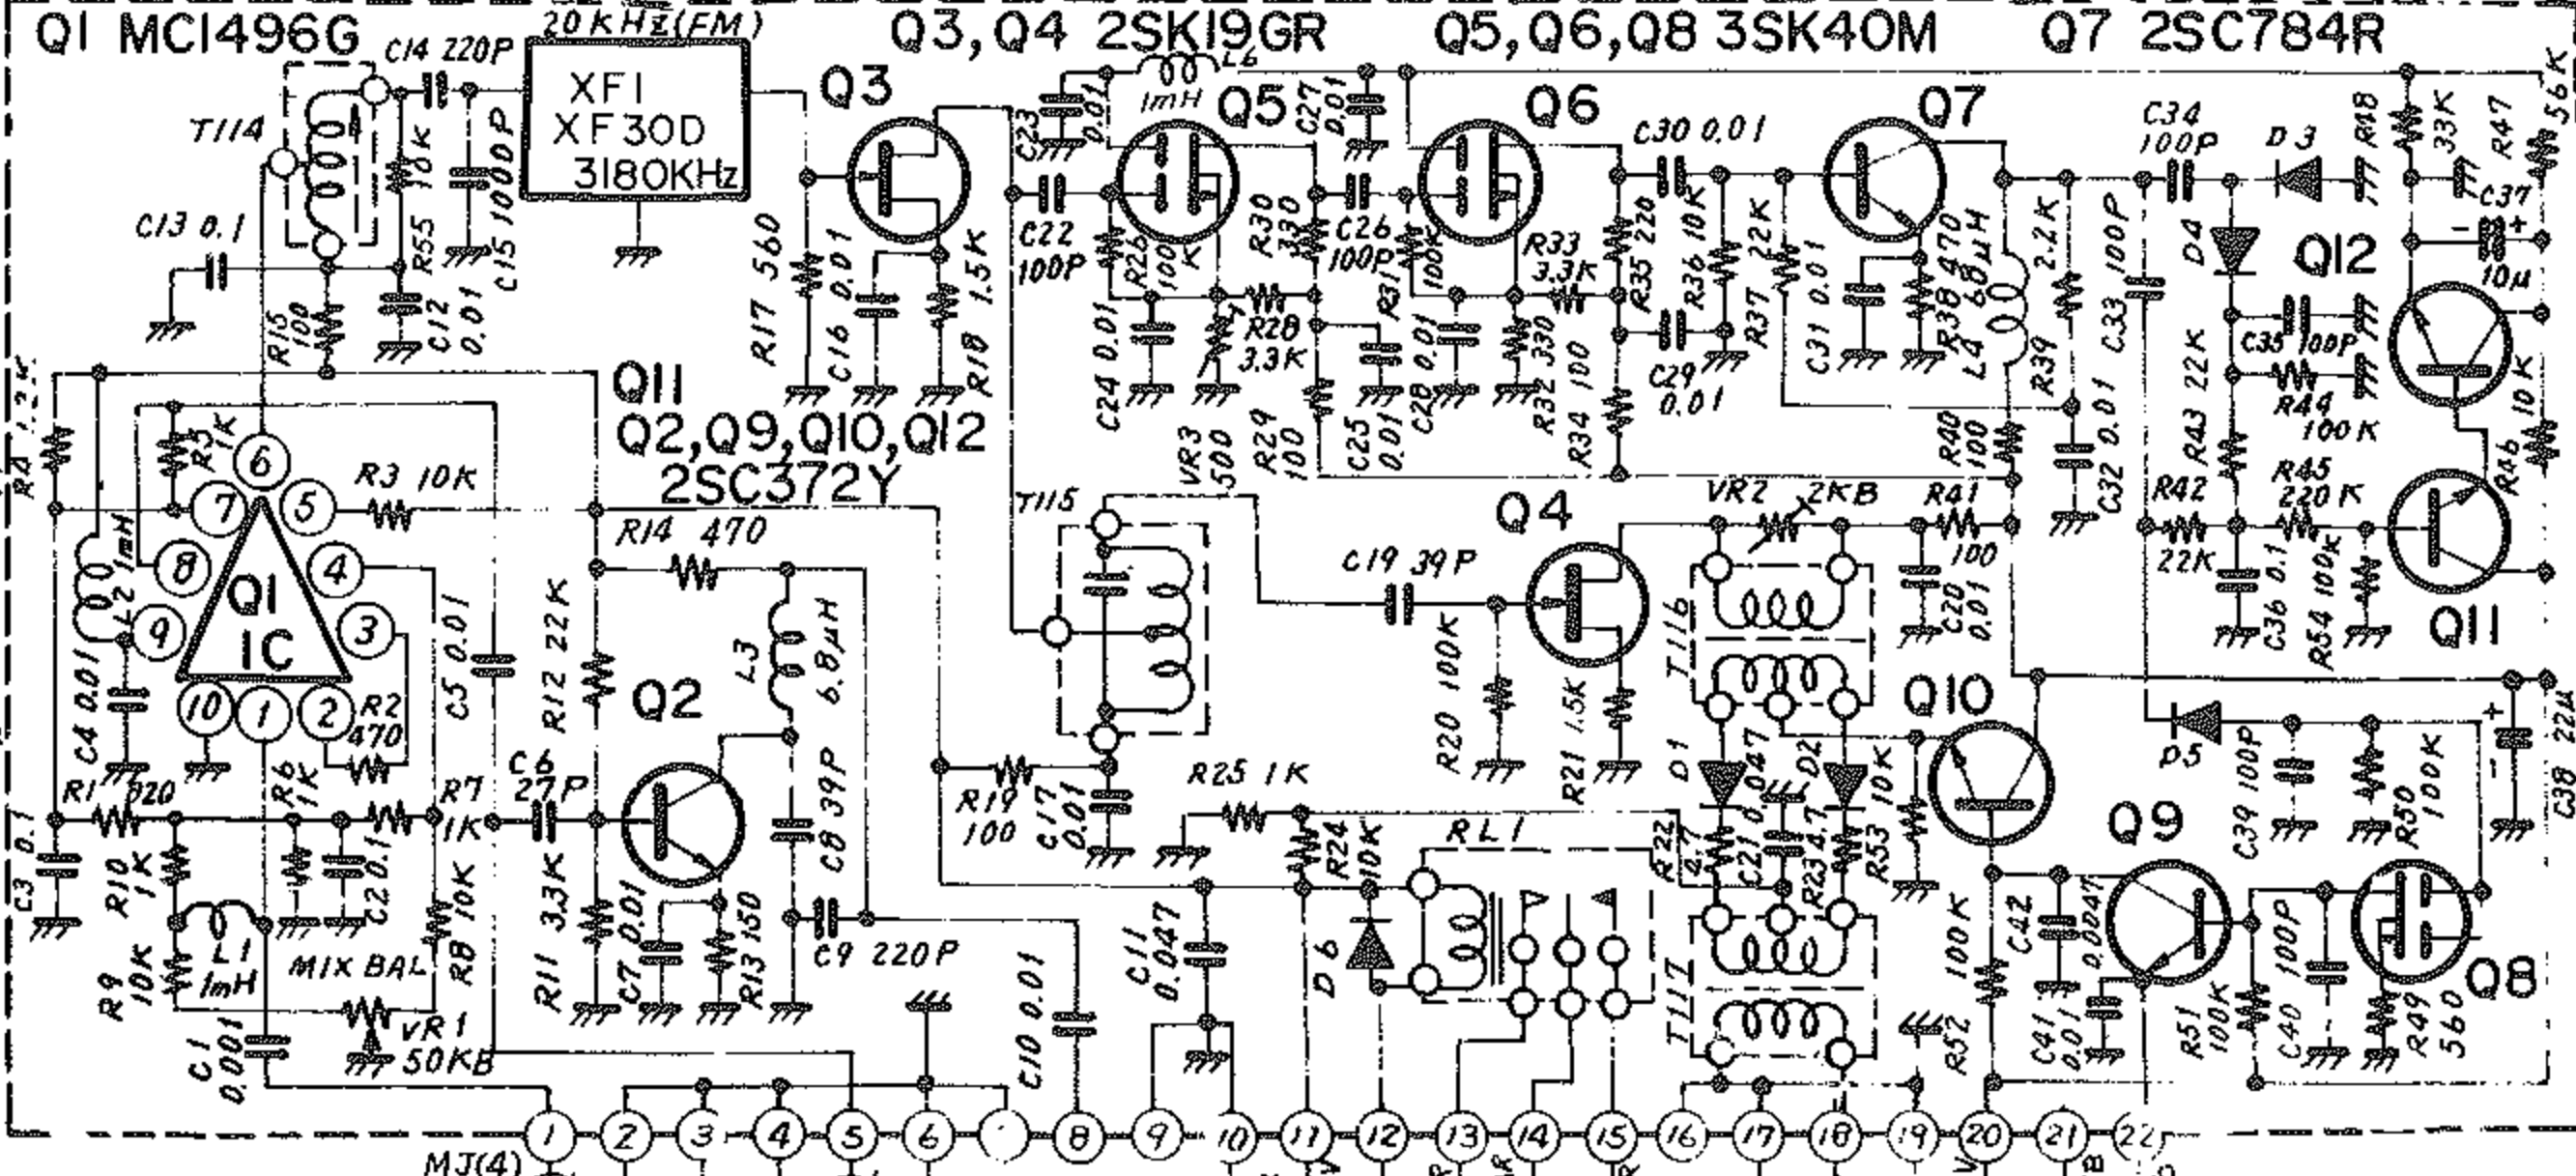 Q1 MC1496G
20kHz(FM)
Q3,Q4 2SK19GR
Q5,Q6,Q8 3SK40M
Q7 2SC784R
C14 220P
XF1
XF30D
3180KHz
T114
R55 10K
C15 1000P
C13 0.1
C12 0.01
R15 100
Q3
R17 560
C16 0.01
R18 1.5K
C23 0.01
L6
1mH
Q5
C22
100P
R26
100K
C24 0.01
R28
3.3K
VR3
500
R30
330
C27
0.01
C26
100P
R31
100K
C25
0.01
R29
100
Q6
C28 0.01
R32 330
R33
3.3K
R34 100
R35 220
C30 0.01
C29
0.01
R36 10K
R37 22K
Q7
C31 0.01
R38 470
L4 68µH
R39 2.2K
R40
100
C32 0.01
C33 100P
C34
100P
D3
D4
R48
33K
R47
56K
C37
10µ
Q12
C35 100P
R44
100K
R43 22K
R46 10K
R42
22K
R45
220K
C36 0.1
R54 100K
Q11
Q11
Q2,Q9,Q10,Q12
2SC372Y
R4
R5
1K
R3 10K
L2 1mH
Q1
IC
1 2 3 4 5 6 7 8 9 10
C4 0.01
R2
470
R1
R6
1K
C2 0.1
R7
1K
C3 0.1
R10
1K
R9
10K
L1
1mH
MIX BAL
VR1
50KB
R8 10K
C1
0.001
C5 0.01
C6
27P
R12 22K
R14 470
Q2
L3
6.8µH
R11 3.3K
C7 0.01
R13 150
C8 39P
C9 220P
C10 0.01
T115
R19
100
C17
0.01
C19 39P
Q4
R20 100K
R21 1.5K
VR2 2KB
R41
100
C20
0.01
T116
D1
D2
R22
4.7
C21 0.047
R23 4.7
R53 10K
R25 1K
R24
10K
RL1
C11
0.047
D6
T117
Q10
Q9
R52 100K
C42
0.0047
C41
0.01
R51
100K
C40 100P
D5
C39 100P
R50
100K
C38 22µ
Q8
R49
560
1 2 3 4 5 6 8 9 10 11 12 13 14 15 16 17 18 19 20 21 22
MJ(4)